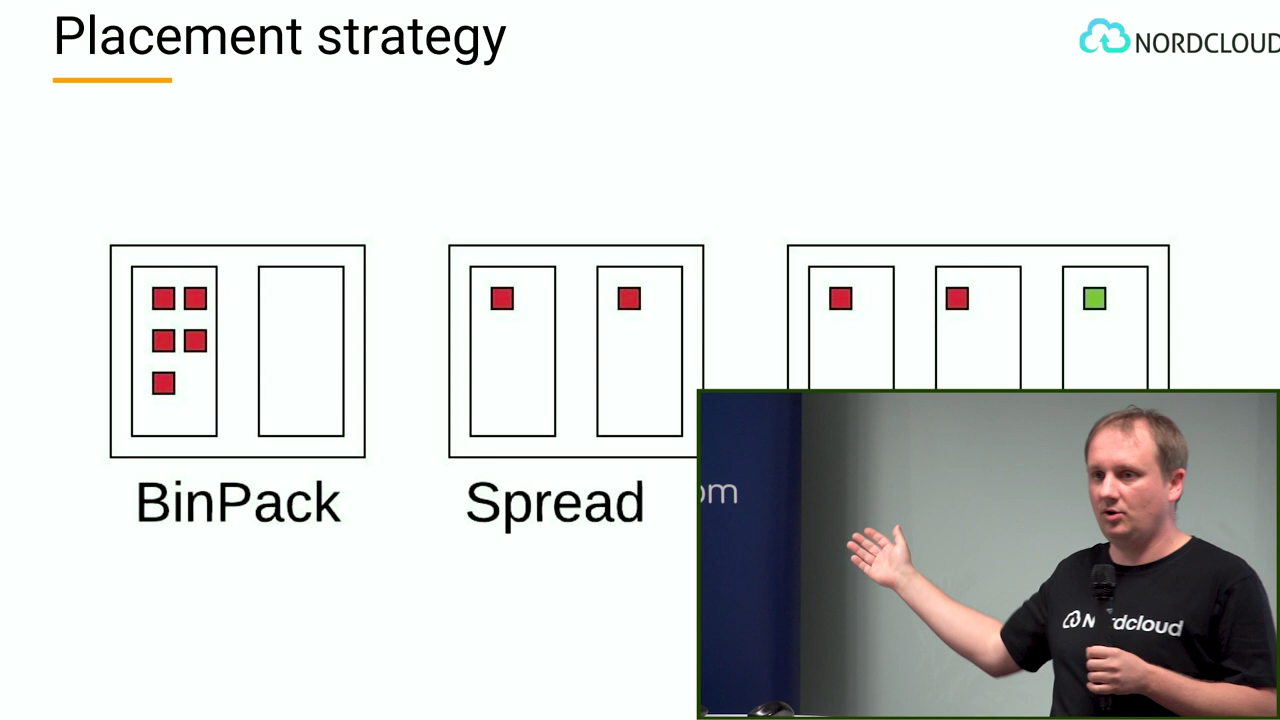 Placement strategy
NORDCLOUD
BinPack
Spread
om
Nordcloud